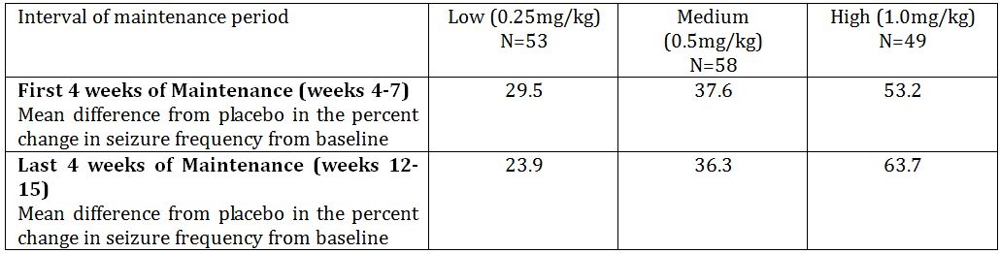 Interval of maintenance period
Low (0.25mg/kg)
N=53
Medium
(0.5mg/kg)
N=58
High (1.0mg/kg)
N=49
First 4 weeks of Maintenance (weeks 4-7)
Mean difference from placebo in the percent
change in seizure frequency from baseline
29.5
37.6
53.2
Last 4 weeks of Maintenance (weeks 12-
15)
Mean difference from placebo in the percent
change in seizure frequency from baseline
23.9
36.3
63.7